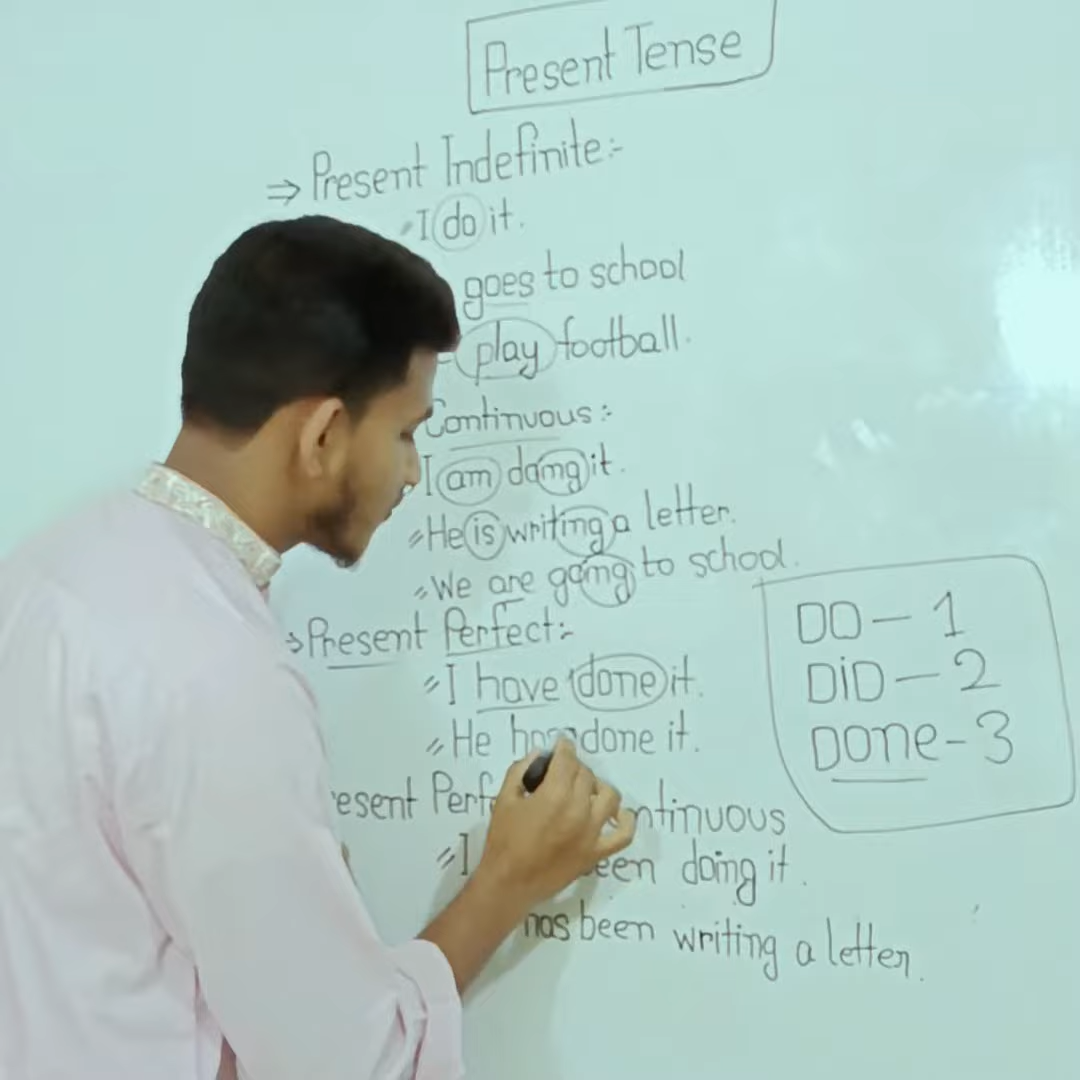 Present Tense
⇒ Present Indefinite:-
I do it.
goes to school
play football.
Continuous:-
I am doing it.
He is writing a letter.
We are going to school.
Present Perfect:-
I have done it.
He has done it.
esent Perf ntinuous
I een doing it.
has been writing a letter.
DO — 1
DiD — 2
DOne - 3